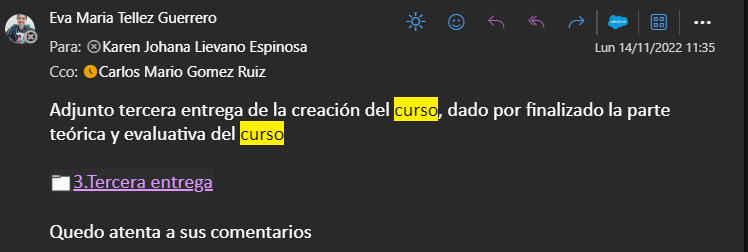 Eva Maria Tellez Guerrero
Para: Karen Johana Lievano Espinosa
Lun 14/11/2022 11:35
Cco: Carlos Mario Gomez Ruiz
Adjunto tercera entrega de la creación del curso, dado por finalizado la parte
teórica y evaluativa del curso
3.Tercera entrega
Quedo atenta a sus comentarios